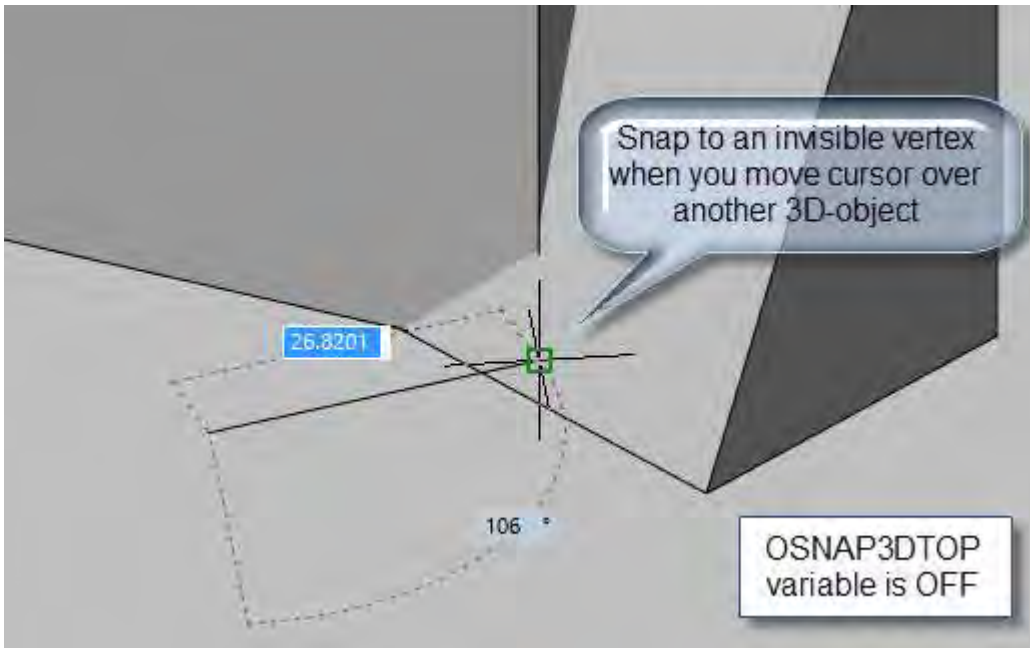 Snap to an invisible vertex
when you move cursor over
another 3D-object
26.8201
106 °
OSNAP3DTOP
variable is OFF